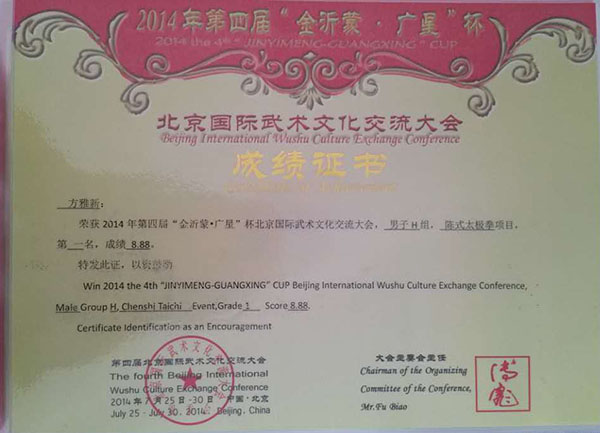 2014年第四届“金沂蒙·广星”杯
2014 the 4th "JINYIMENG-GUANGXING" CUP
北京国际武术文化交流大会
Beijing International Wushu Culture Exchange Conference
成绩证书
方雅新：
荣获 2014 年第四届“金沂蒙•广星”杯北京国际武术文化交流大会，男子 H 组，陈式太极拳项目，
第 一名，成绩 8.88。
特发此证，以资鼓励
Win 2014 the 4th "JINYIMENG-GUANGXING" CUP Beijing International Wushu Culture Exchange Conference,
Male Group H, Chenshi Taichi Event,Grade 1 Score 8.88.
Certificate Identification as an Encouragement
第四届北京国际武术文化交流大会
The fourth Beijing International
Wushu Culture Exchange Conference
2014年7月25日-30日·中国·北京
July 25 - July 30, 2014, Beijing, China
大会组委会主任
Chairman of the Organizing
Committee of the Conference,
Mr.Fu Biao